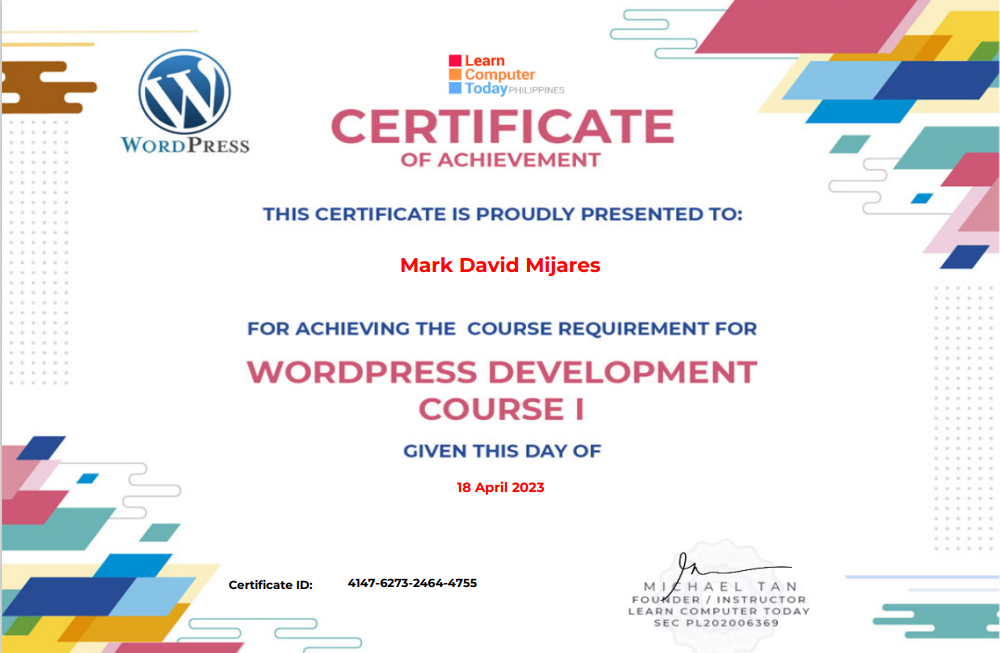 WORDPRESS
Learn
Computer
Today PHILIPPINES
CERTIFICATE
OF ACHIEVEMENT
THIS CERTIFICATE IS PROUDLY PRESENTED TO:
Mark David Mijares
FOR ACHIEVING THE COURSE REQUIREMENT FOR
WORDPRESS DEVELOPMENT
COURSE I
GIVEN THIS DAY OF
18 April 2023
Certificate ID: 4147-6273-2464-4755
MICHAEL TAN
FOUNDER / INSTRUCTOR
LEARN COMPUTER TODAY
SEC PL202006369